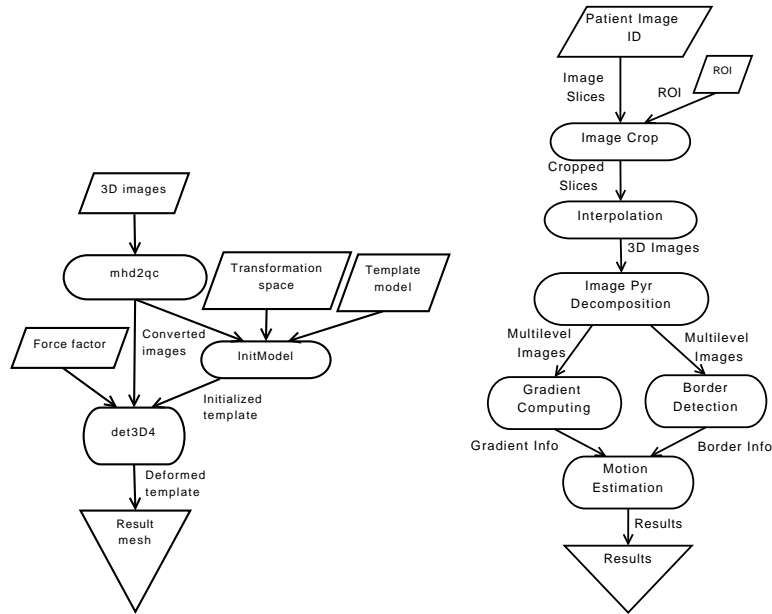 3D images
mhd2qc
Transformation
space
Template
model
Force factor
Converted
images
InitModel
Initialized
template
det3D4
Deformed
template
Result
mesh
Patient Image
ID
ROI
Image
Slices
ROI
Image Crop
Cropped
Slices
Interpolation
3D Images
Image Pyr
Decomposition
Multilevel
Images
Multilevel
Images
Gradient
Computing
Border
Detection
Gradient Info
Border Info
Motion
Estimation
Results
Results